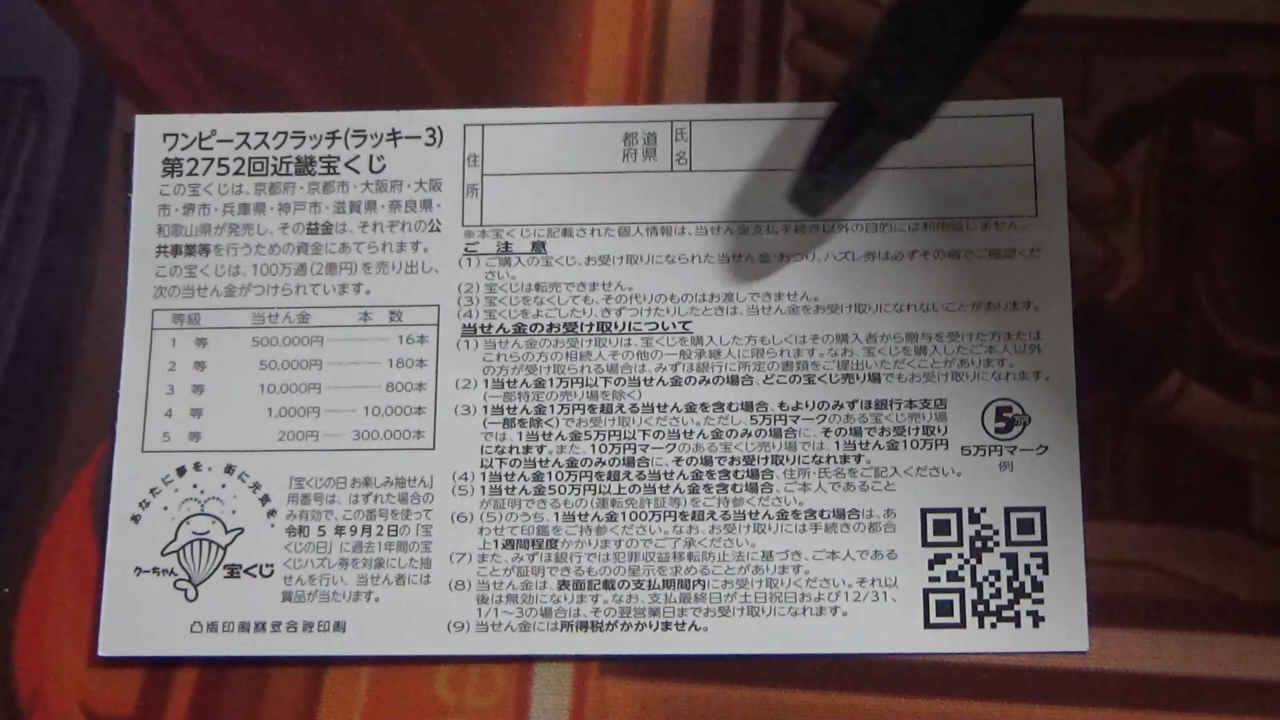 ワンピーススクラッチ(ラッキー3)
第2752回近畿宝くじ
この宝くじは、京都府・京都市・大阪府・大阪
市・堺市・兵庫県・神戸市・滋賀県・奈良県・
和歌山県が発売し、その益金は、それぞれの公
共事業等を行うための資金にあてられます。
この宝くじは、100万通(2億円)を売り出し、
次の当せん金がつけられています。
等級 当せん金 本数
1等 500,000円 16本
2等 50,000円 180本
3等 10,000円 800本
4等 1,000円 10,000本
5等 200円 300,000本
あなたに夢を。街に元気を。
クーちゃん 宝くじ
「宝くじの日 お楽しみ抽せん」
用番号は、はずれた場合の
み有効で、この番号を使って
令和5年9月2日の「宝
くじの日」に過去1年間の宝
くじハズレ券を対象にした抽
せんを行い、当せん者には
賞品が当たります。
凸版印刷株式会社印刷
住所
都道
府県
氏名
※本宝くじに記載された個人情報は、当せん金支払手続き以外の目的には利用致しません。
ご注意
(1) ご購入の宝くじ、お受け取りになられた当せん金・おつり、ハズレ券は必ずその場でご確認くだ
さい。
(2) 宝くじは転売できません。
(3) 宝くじをなくしても、その代りのものはお渡しできません。
(4) 宝くじをよごしたり、きずつけたりしたときは、当せん金をお受け取りになれないことがあります。
当せん金のお受け取りについて
(1) 当せん金のお受け取りは、宝くじを購入した方もしくはその購入者から贈与を受けた方または
これらの方の相続人その他の一般承継人に限られます。なお、宝くじを購入したご本人以外
の方が受け取られる場合は、みずほ銀行に所定の書類をご提出いただくことがあります。
(2) 1当せん金1万円以下の当せん金のみの場合、どこの宝くじ売り場でもお受け取りになれます。
(一部特定の売り場を除く)
(3) 1当せん金1万円を超える当せん金を含む場合、もよりのみずほ銀行本支店
(一部を除く)でお受け取りください。ただし、5万円マークのある宝くじ売り場
では、1当せん金5万円以下の当せん金のみの場合に、その場でお受け取り
になれます。また、10万円マークのある宝くじ売り場では、1当せん金10万円
以下の当せん金のみの場合に、その場でお受け取りになれます。
5万円
5万円マーク
例
(4) 1当せん金10万円を超える当せん金を含む場合、住所・氏名をご記入ください。
(5) 1当せん金50万円以上の当せん金を含む場合、ご本人であること
が証明できるもの(運転免許証等)をご持参ください。
(6) (5)のうち、1当せん金100万円を超える当せん金を含む場合は、あ
わせて印鑑をご持参ください。なお、お受け取りには手続きの都合
上1週間程度かかりますのでご了承ください。
(7) また、みずほ銀行では犯罪収益移転防止法に基づき、ご本人である
ことが証明できるものの呈示を求めることがあります。
(8) 当せん金は、表面記載の支払期間内にお受け取りください。それ以
後は無効になります。なお、支払最終日が土日祝日および12/31、
1/1~3の場合は、その翌営業日までお受け取りになれます。
(9) 当せん金には所得税がかかりません。